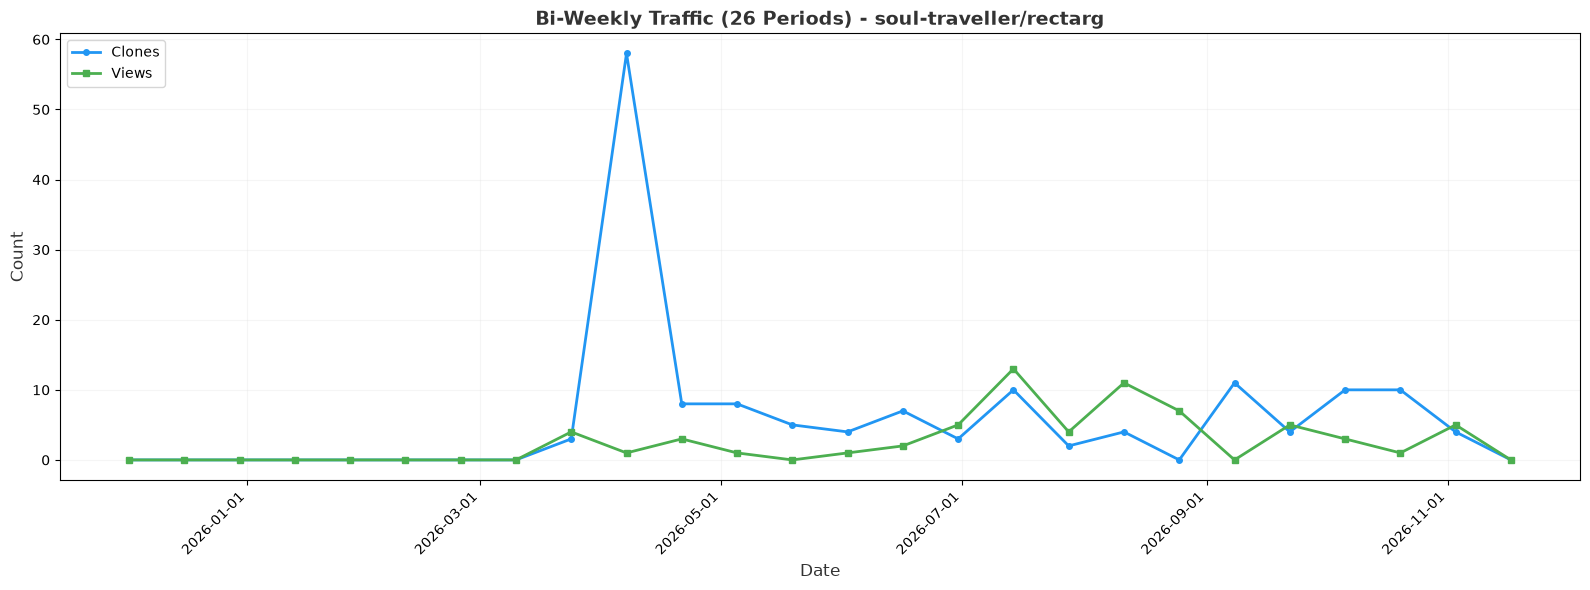 Bi-Weekly Traffic (26 Periods) - soul-traveller/rectarg
Clones
Views
60
50
40
30
20
10
0
Count
2026-01-01
2026-03-01
2026-05-01
2026-07-01
2026-09-01
2026-11-01
Date